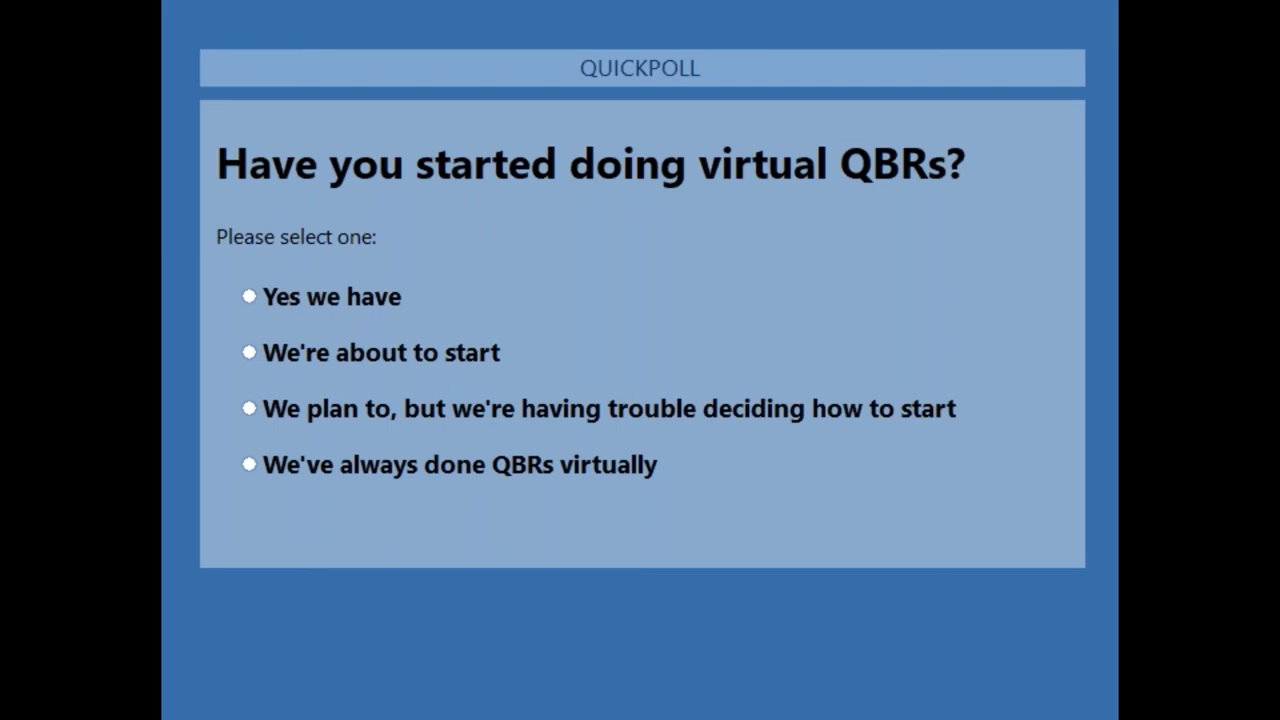 QUICKPOLL
Have you started doing virtual QBRs?
Please select one:
Yes we have
We're about to start
We plan to, but we're having trouble deciding how to start
We've always done QBRs virtually